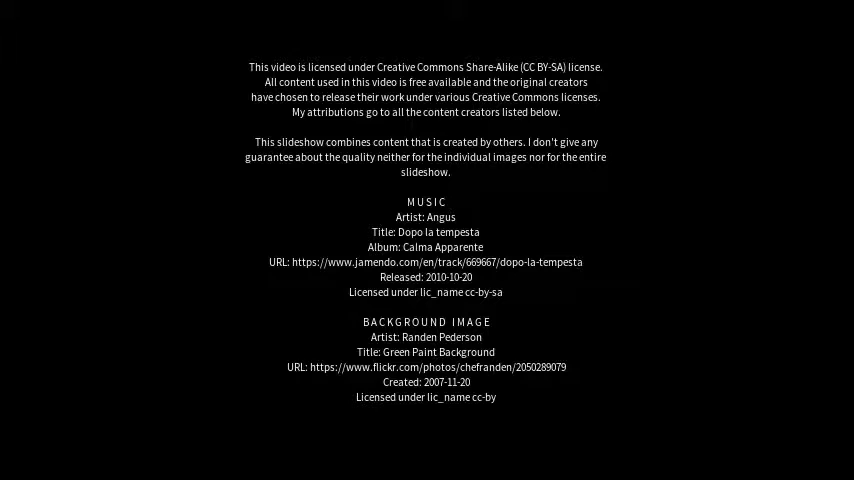 This video is licensed under Creative Commons Share-Alike (CC BY-SA) license.
All content used in this video is free available and the original creators
have chosen to release their work under various Creative Commons licenses.
My attributions go to all the content creators listed below.
This slideshow combines content that is created by others. I don't give any
guarantee about the quality neither for the individual images nor for the entire
slideshow.
MUSIC
Artist: Angus
Title: Dopo la tempesta
Album: Calma Apparente
URL: https://www.jamendo.com/en/track/669667/dopo-la-tempesta
Released: 2010-10-20
Licensed under lic_name cc-by-sa
BACKGROUND IMAGE
Artist: Randen Pederson
Title: Green Paint Background
URL: https://www.flickr.com/photos/chefranden/2050289079
Created: 2007-11-20
Licensed under lic_name cc-by